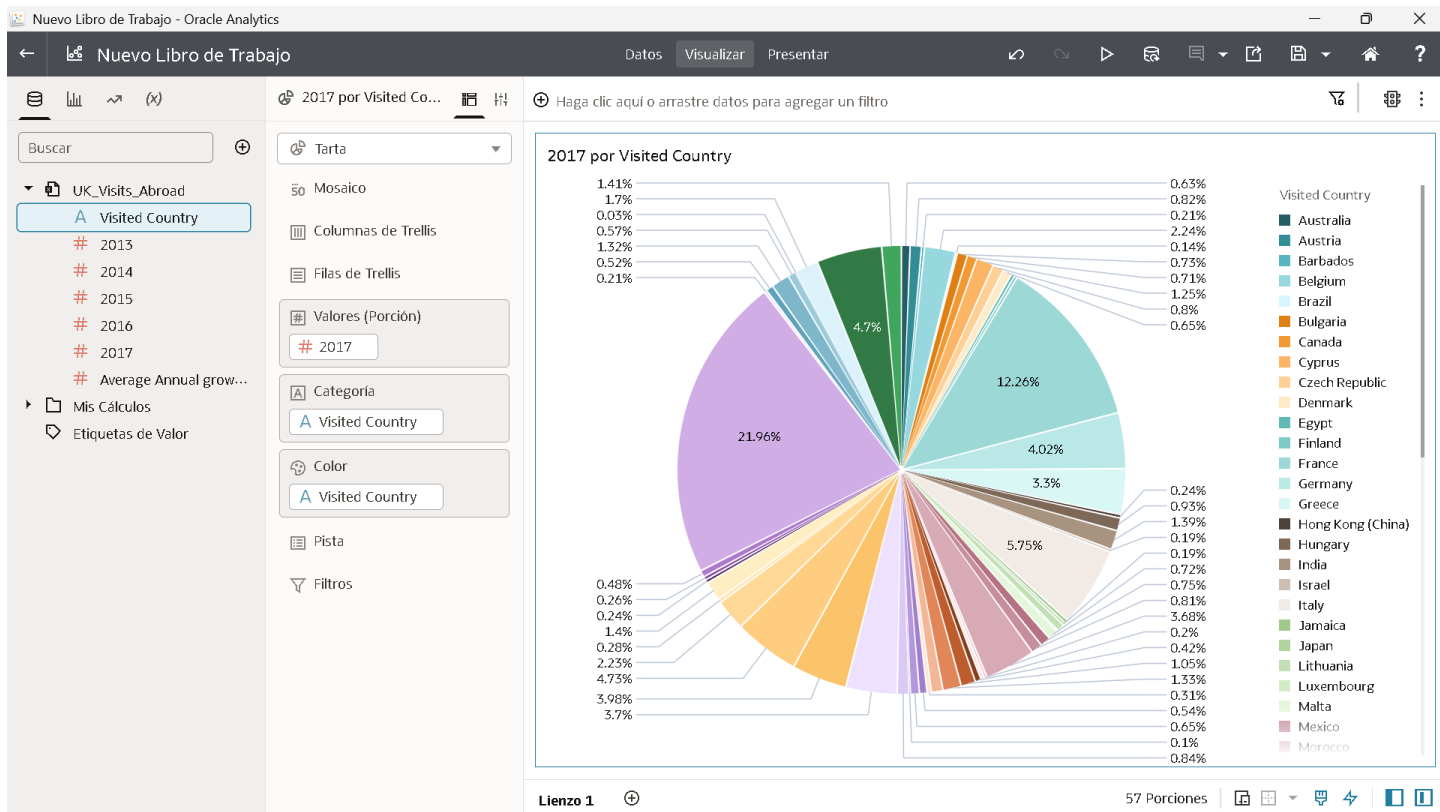 Nuevo Libro de Trabajo - Oracle Analytics
Nuevo Libro de Trabajo
Datos
Visualizar
Presentar
?
(x)
Buscar
UK_Visits_Abroad
A Visited Country
# 2013
# 2014
# 2015
# 2016
# 2017
# Average Annual grow...
Mis Cálculos
Etiquetas de Valor
2017 por Visited Co...
Tarta
50 Mosaico
Columnas de Trellis
Filas de Trellis
# Valores (Porción)
# 2017
A Categoría
A Visited Country
Color
A Visited Country
Pista
Filtros
Haga clic aquí o arrastre datos para agregar un filtro
2017 por Visited Country
1.41%
1.7%
0.03%
0.57%
1.32%
0.52%
0.21%
0.63%
0.82%
0.21%
2.24%
0.14%
0.73%
0.71%
1.25%
0.8%
0.65%
4.7%
12.26%
21.96%
4.02%
3.3%
5.75%
0.24%
0.93%
1.39%
0.19%
0.19%
0.72%
0.75%
0.81%
3.68%
0.2%
0.42%
1.05%
1.33%
0.31%
0.54%
0.65%
0.1%
0.84%
0.48%
0.26%
0.24%
1.4%
0.28%
2.23%
4.73%
3.98%
3.7%
Visited Country
Australia
Austria
Barbados
Belgium
Brazil
Bulgaria
Canada
Cyprus
Czech Republic
Denmark
Egypt
Finland
France
Germany
Greece
Hong Kong (China)
Hungary
India
Israel
Italy
Jamaica
Japan
Lithuania
Luxembourg
Malta
Mexico
Morocco
Lienzo 1
57 Porciones